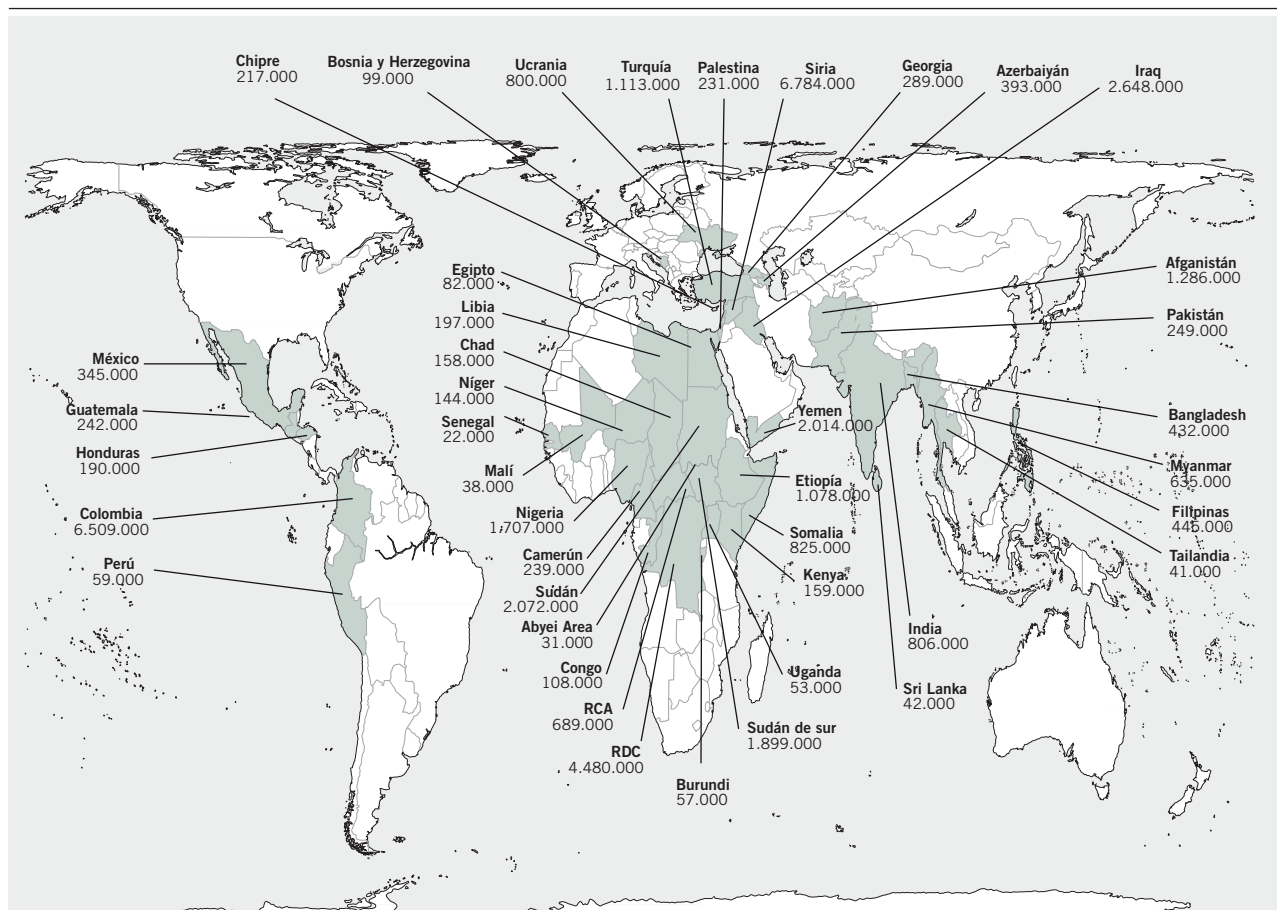 Chipre
217.000
Bosnia y Herzegovina
99.000
Ucrania
800.000
Turquía
1.113.000
Palestina
231.000
Siria
6.784.000
Georgia
289.000
Azerbaiyán
393.000
Iraq
2.648.000
Egipto
82.000
Libia
197.000
Chad
158.000
Níger
144.000
Senegal
22.000
Malí
38.000
Nigeria
1.707.000
Camerún
239.000
Sudán
2.072.000
Abyei Area
31.000
Congo
108.000
RCA
689.000
RDC
4.480.000
Burundi
57.000
Sudán de sur
1.899.000
Uganda
53.000
Kenya
159.000
Somalia
825.000
Etiopía
1.078.000
Yemen
2.014.000
México
345.000
Guatemala
242.000
Honduras
190.000
Colombia
6.509.000
Perú
59.000
Afganistán
1.286.000
Pakistán
249.000
Bangladesh
432.000
Myanmar
635.000
Filipinas
445.000
Tailandia
41.000
India
806.000
Sri Lanka
42.000